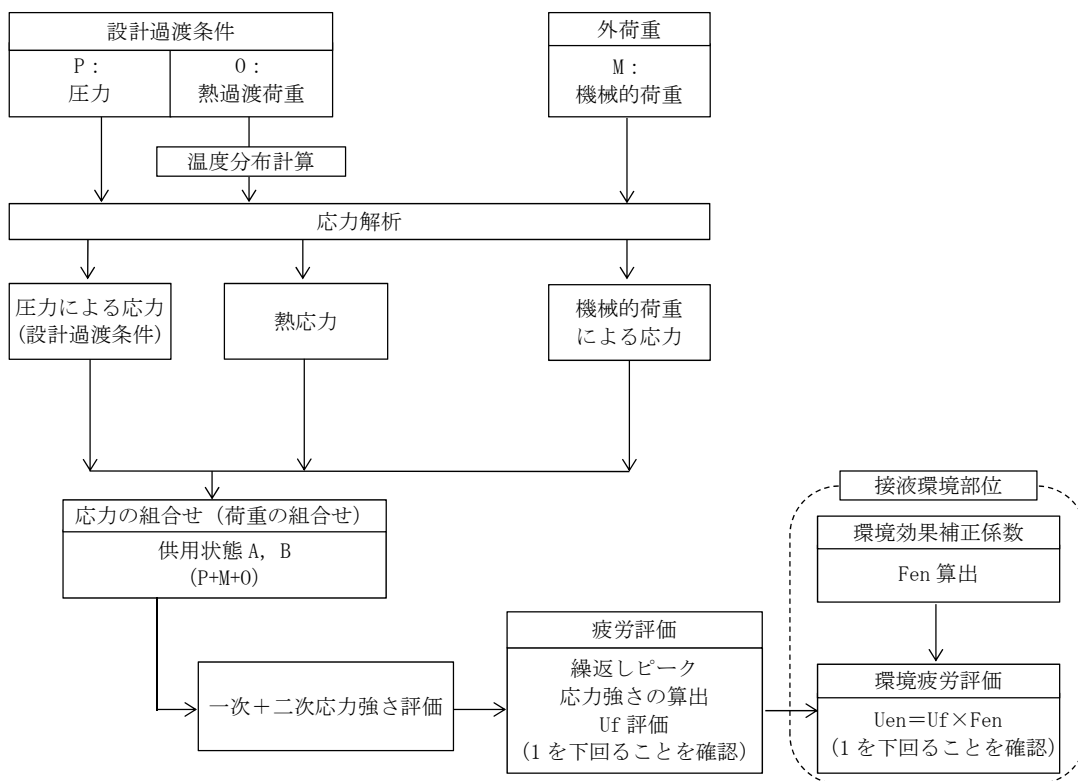 設計過渡条件
P：
圧力
O：
熱過渡荷重
外荷重
M：
機械的荷重
温度分布計算
応力解析
圧力による応力
(設計過渡条件)
熱応力
機械的荷重
による応力
応力の組合せ（荷重の組合せ）
供用状態 A, B
(P+M+O)
一次＋二次応力強さ評価
疲労評価
繰返しピーク
応力強さの算出
Uf 評価
（1 を下回ることを確認）
接液環境部位
環境効果補正係数
Fen 算出
環境疲労評価
Uen＝Uf×Fen
（1 を下回ることを確認）